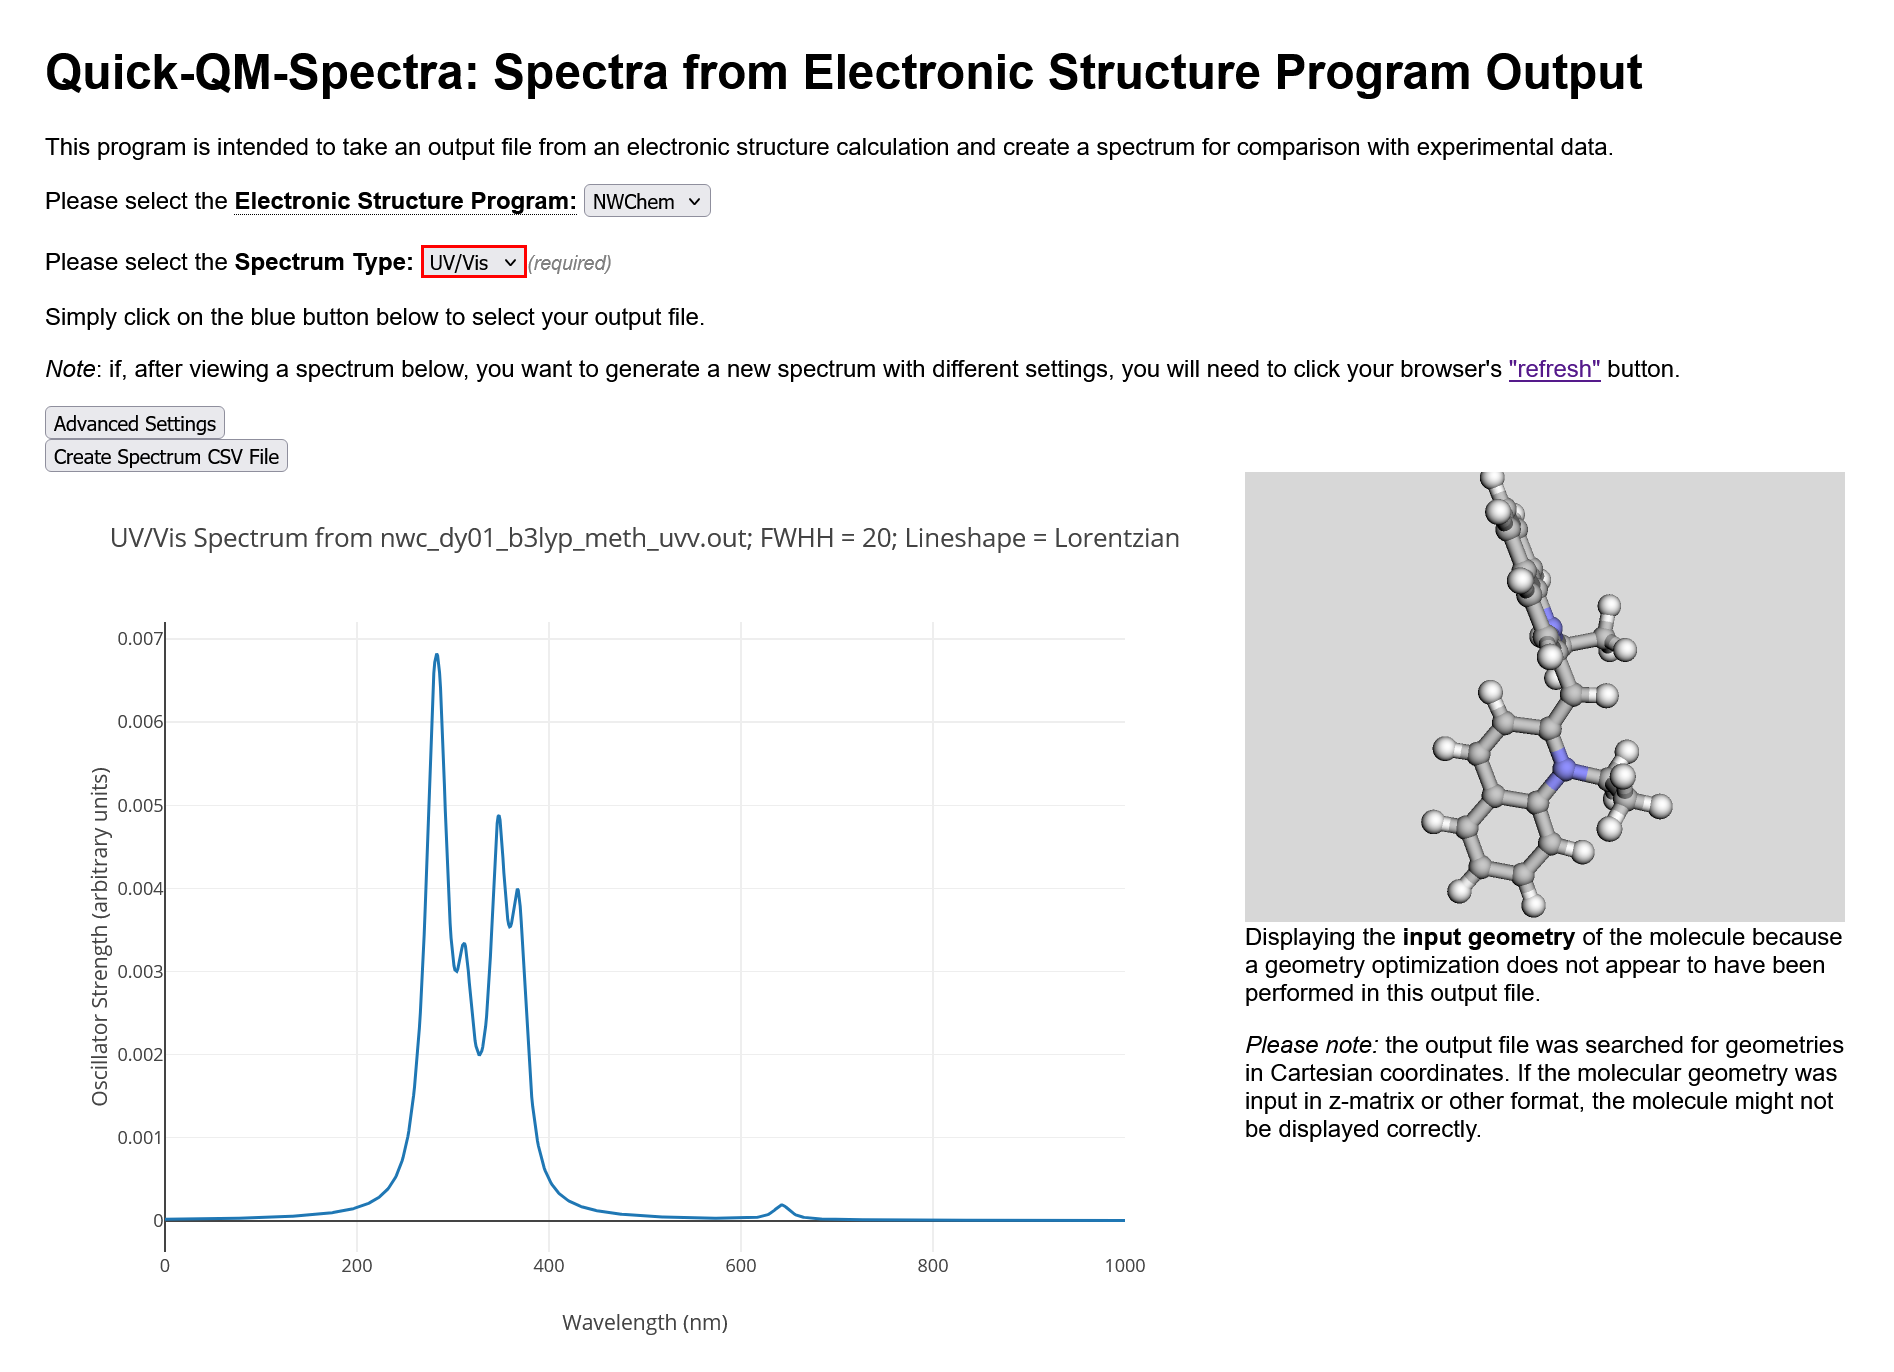 Quick-QM-Spectra: Spectra from Electronic Structure Program Output
This program is intended to take an output file from an electronic structure calculation and create a spectrum for comparison with experimental data.
Please select the Electronic Structure Program: NWChem
Please select the Spectrum Type: UV/Vis (required)
Simply click on the blue button below to select your output file.
Note: if, after viewing a spectrum below, you want to generate a new spectrum with different settings, you will need to click your browser's "refresh" button.
Advanced Settings
Create Spectrum CSV File
UV/Vis Spectrum from nwc_dy01_b3lyp_meth_uvv.out; FWHH = 20; Lineshape = Lorentzian
Oscillator Strength (arbitrary units)
0.007
0.006
0.005
0.004
0.003
0.002
0.001
0
0 200 400 600 800 1000
Wavelength (nm)
Displaying the input geometry of the molecule because
a geometry optimization does not appear to have been
performed in this output file.
Please note: the output file was searched for geometries
in Cartesian coordinates. If the molecular geometry was
input in z-matrix or other format, the molecule might not
be displayed correctly.